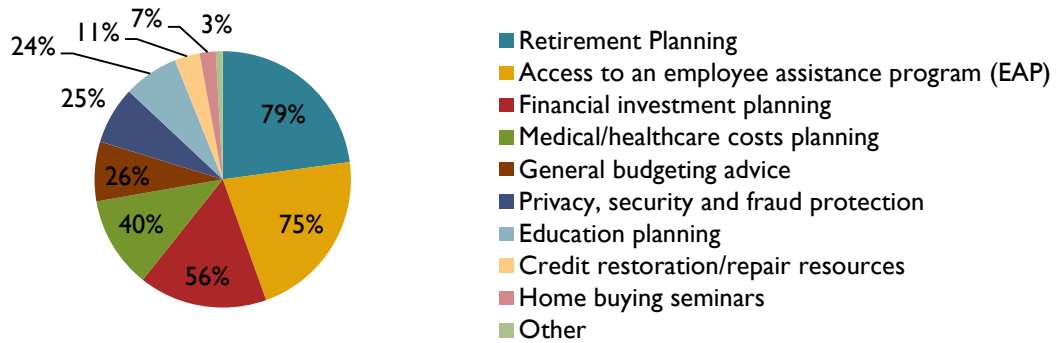 7%
3%
11%
24%
25%
79%
26%
75%
40%
56%
Retirement Planning
Access to an employee assistance program (EAP)
Financial investment planning
Medical/healthcare costs planning
General budgeting advice
Privacy, security and fraud protection
Education planning
Credit restoration/repair resources
Home buying seminars
Other